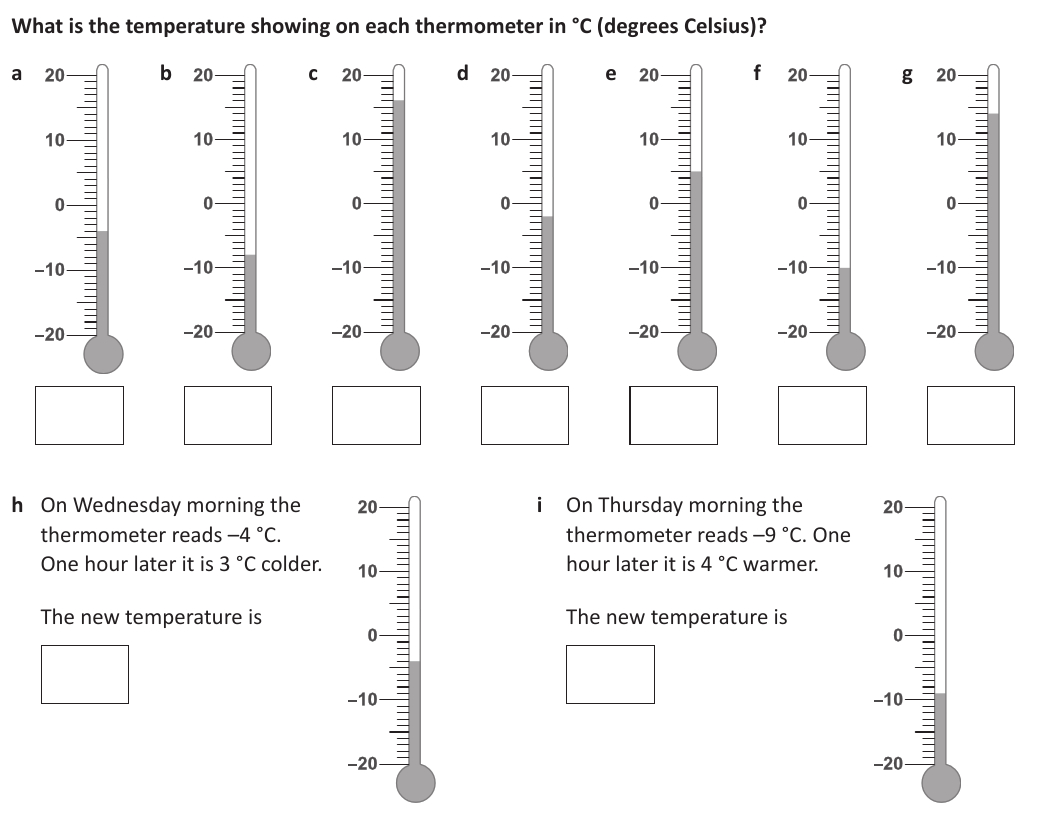 What is the temperature showing on each thermometer in °C (degrees Celsius)?
a
20
10
0
–10
–20
b
20
10
0
–10
–20
c
20
10
0
–10
–20
d
20
10
0
–10
–20
e
20
10
0
–10
–20
f
20
10
0
–10
–20
g
20
10
0
–10
–20
h On Wednesday morning the
thermometer reads –4 °C.
One hour later it is 3 °C colder.
The new temperature is
20
10
0
–10
–20
i On Thursday morning the
thermometer reads –9 °C. One
hour later it is 4 °C warmer.
The new temperature is
20
10
0
–10
–20